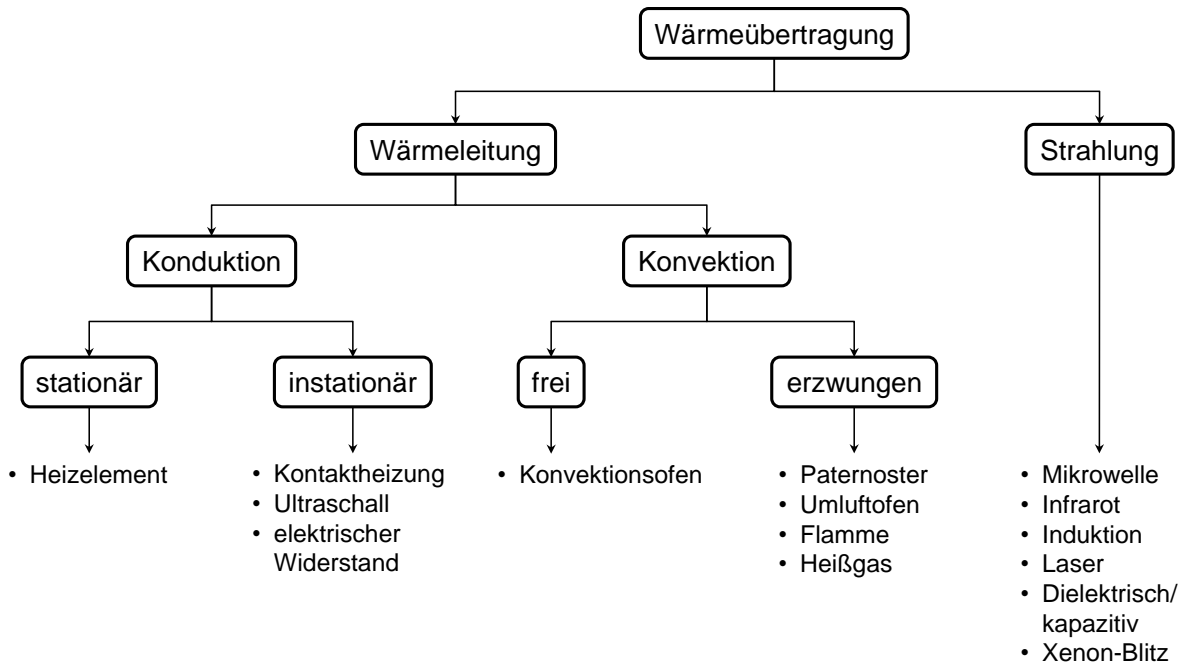 Wärmeübertragung
Wärmeleitung
Strahlung
Konduktion
Konvektion
stationär
instationär
frei
erzwungen
• Heizelement
• Kontaktheizung
• Ultraschall
• elektrischer
Widerstand
• Konvektionsofen
• Paternoster
• Umluftofen
• Flamme
• Heißgas
• Mikrowelle
• Infrarot
• Induktion
• Laser
• Dielektrisch/
kapazitiv
• Xenon-Blitz